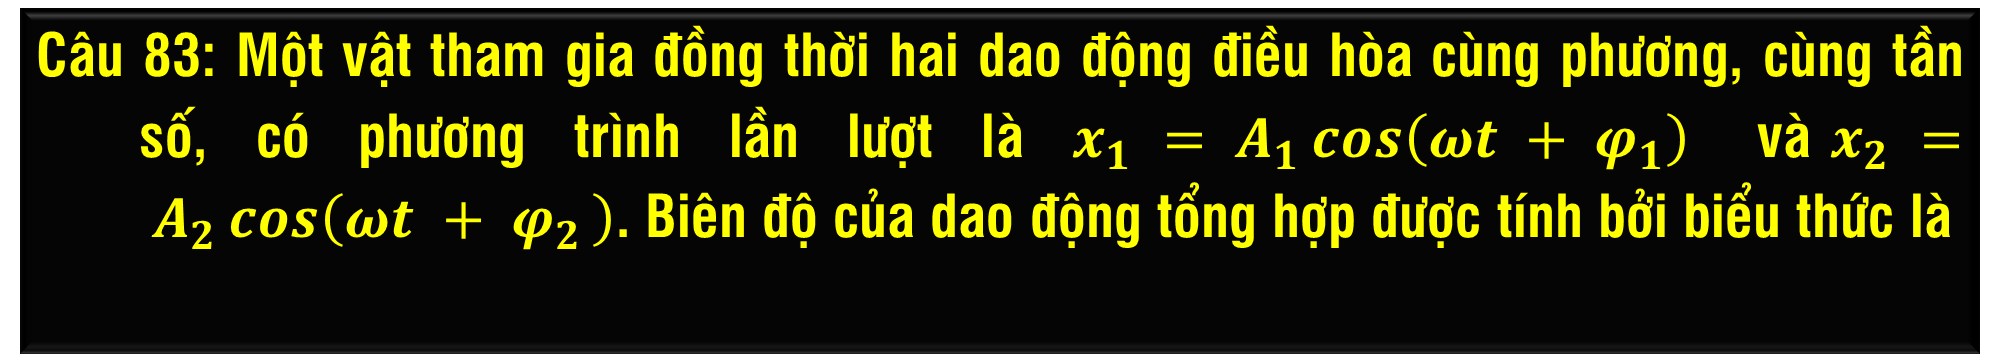 Câu 83: Một vật tham gia đồng thời hai dao động điều hòa cùng phương, cùng tần
số, có phương trình lần lượt là x₁ = A₁ cos(ωt + φ₁) và x₂ =
A₂ cos(ωt + φ₂ ). Biên độ của dao động tổng hợp được tính bởi biểu thức là